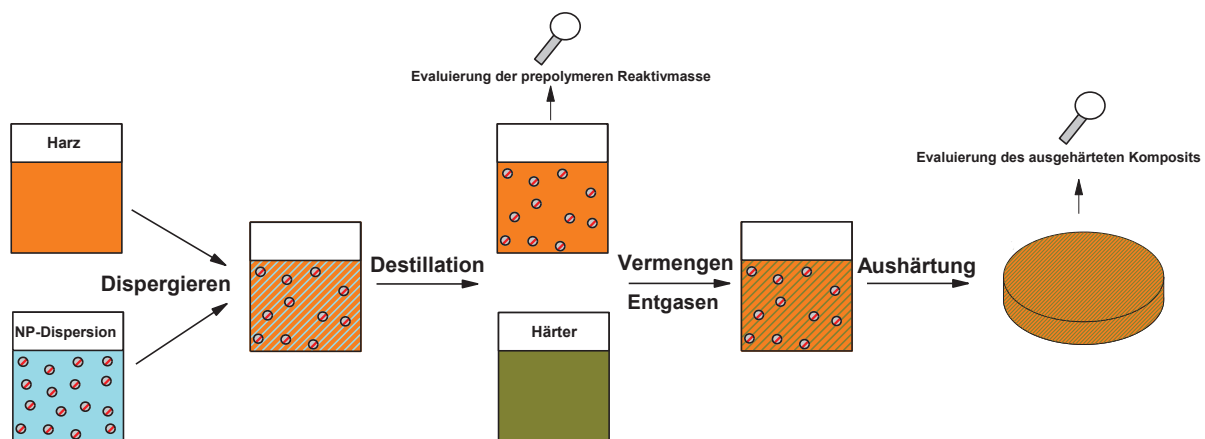 Evaluierung der prepolymeren Reaktivmasse
Harz
Evaluierung des ausgehärteten Komposits
Dispergieren
Destillation
Vermengen
Entgasen
Aushärtung
NP-Dispersion
Härter